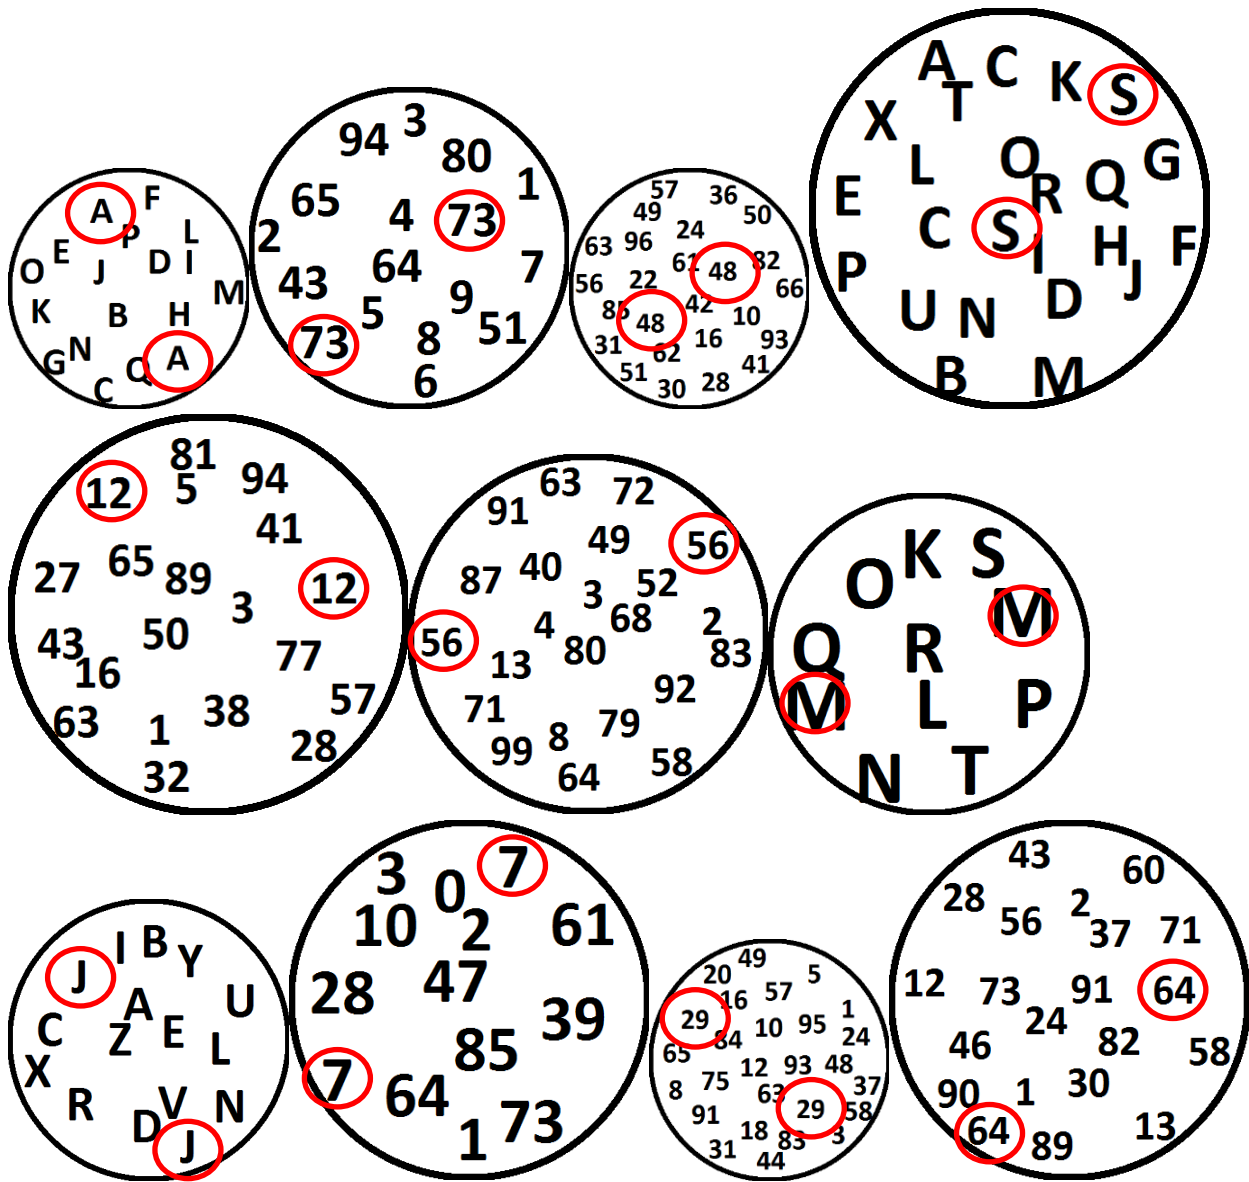 A F
P L
E D I
O J M
K B H
N A
G Q
C
3
94 80
1
65 4 73
2
64 7
43 9
5 51
73 8
6
57 36
49 50
24
63 96
61 48 82
56 22 66
85 42 10
48
31 16 93
62
51 41
30 28
A C K S
T
X
L O G
Q
E R
C S H F
I
P J
U N D
B M
81
12 5 94
41
65
27 89 12
3
50
43 77
16
57
63 1 38
28
32
63 72
91
49 56
40
87 52
3
4 68 2
56 80 83
13
92
71 79
99 8
64 58
K S
O
M
Q R
M L P
N T
I B Y
J
A U
C Z E L
X
R V N
D
J
7
3 0
10 2 61
28 47
39
85
7 64
1 73
49
20 5
57
16 1
29 10 95
84 24
65 12 93 48
75 37
8 63
91 29 58
18 3
31 83
44
43
60
28 2
56 37 71
12 73 91 64
24
46 82
58
90 1 30
64 13
89